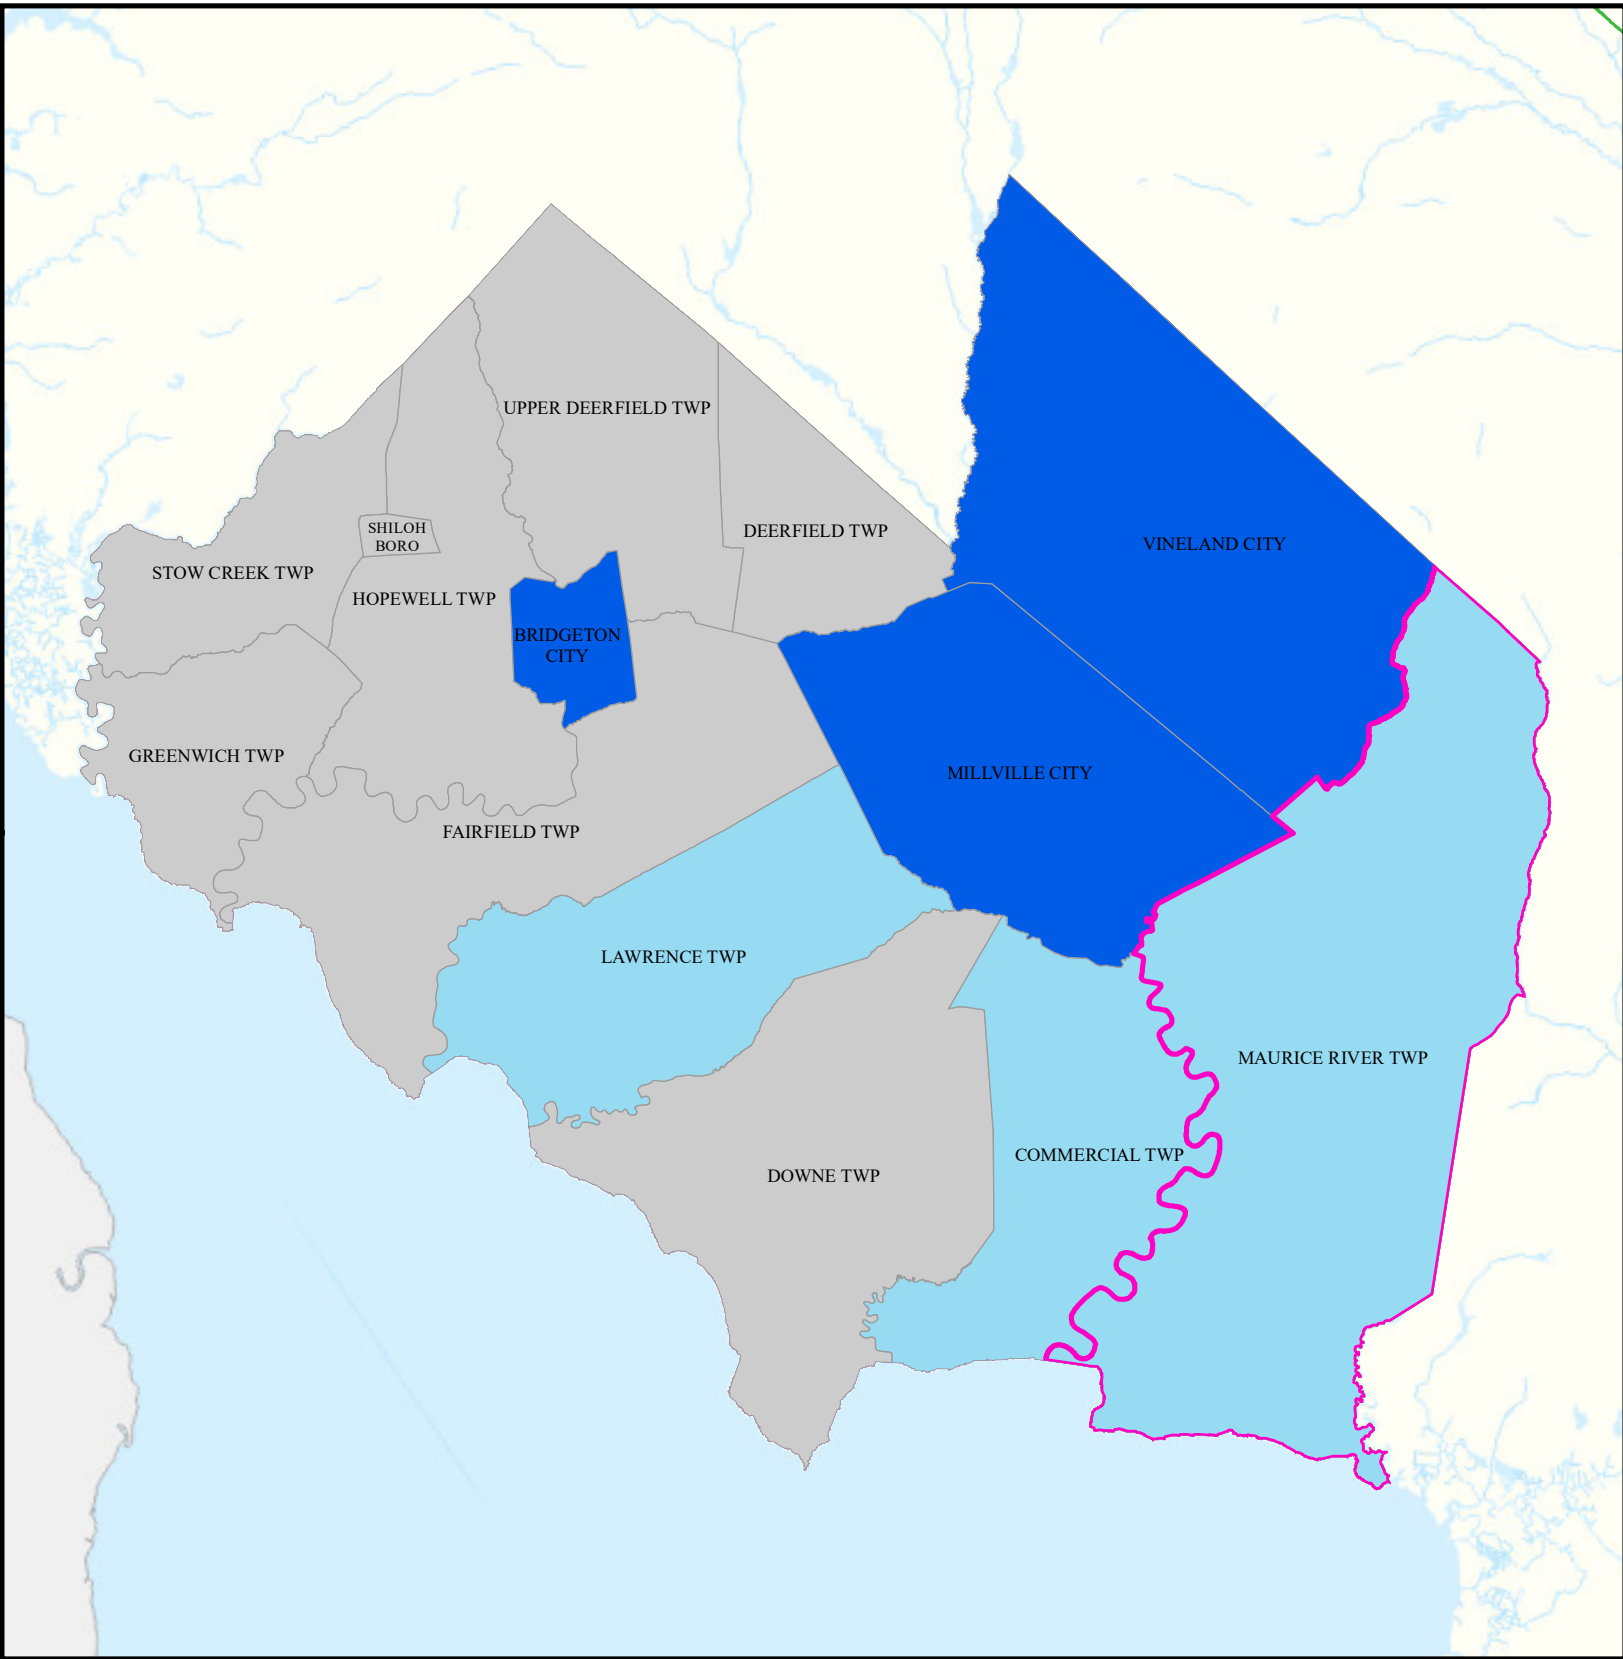 UPPER DEERFIELD TWP
SHILOH
BORO
DEERFIELD TWP
VINELAND CITY
STOW CREEK TWP
HOPEWELL TWP
BRIDGETON
CITY
GREENWICH TWP
MILLVILLE CITY
FAIRFIELD TWP
LAWRENCE TWP
MAURICE RIVER TWP
COMMERCIAL TWP
DOWNE TWP